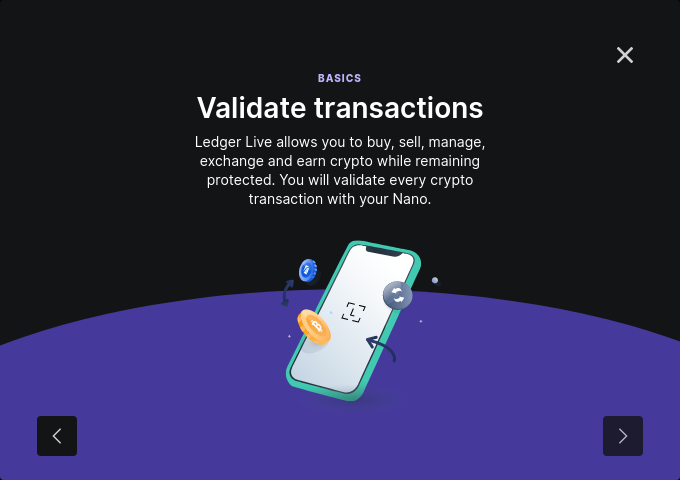 BASICS
Validate transactions
Ledger Live allows you to buy, sell, manage,
exchange and earn crypto while remaining
protected. You will validate every crypto
transaction with your Nano.